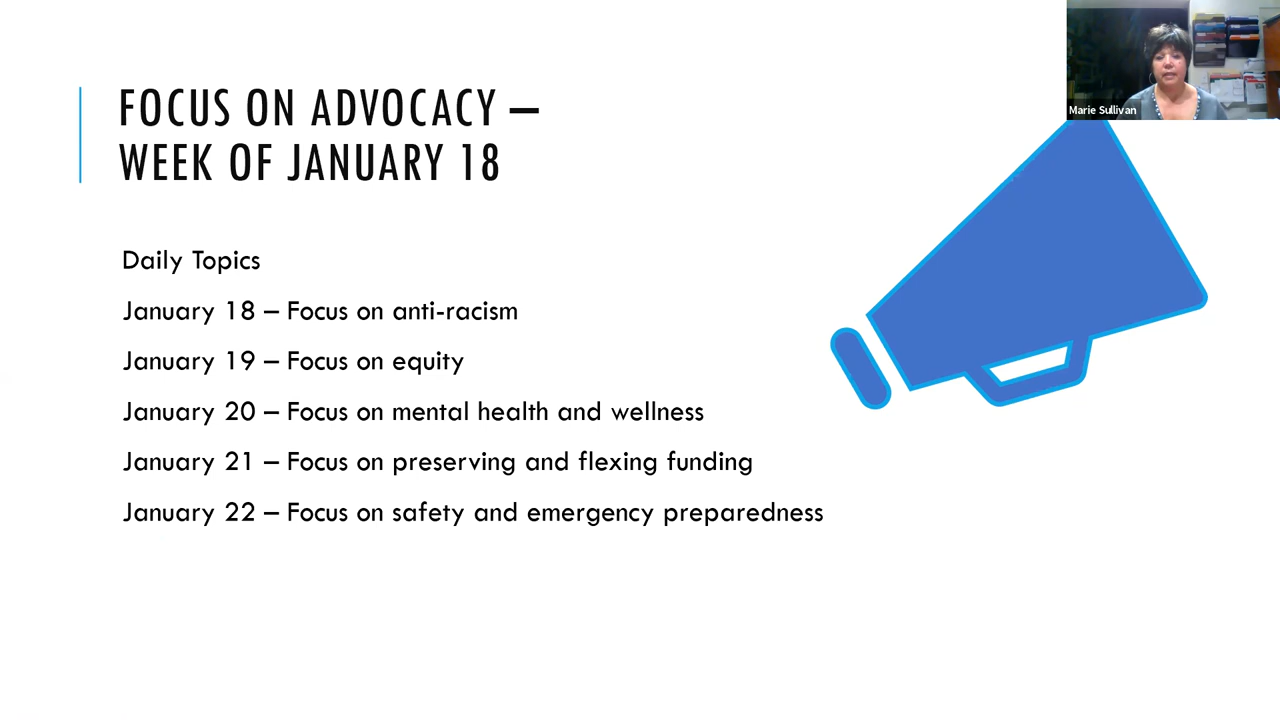 FOCUS ON ADVOCACY –
WEEK OF JANUARY 18
Daily Topics
January 18 – Focus on anti-racism
January 19 – Focus on equity
January 20 – Focus on mental health and wellness
January 21 – Focus on preserving and flexing funding
January 22 – Focus on safety and emergency preparedness
Marie Sullivan